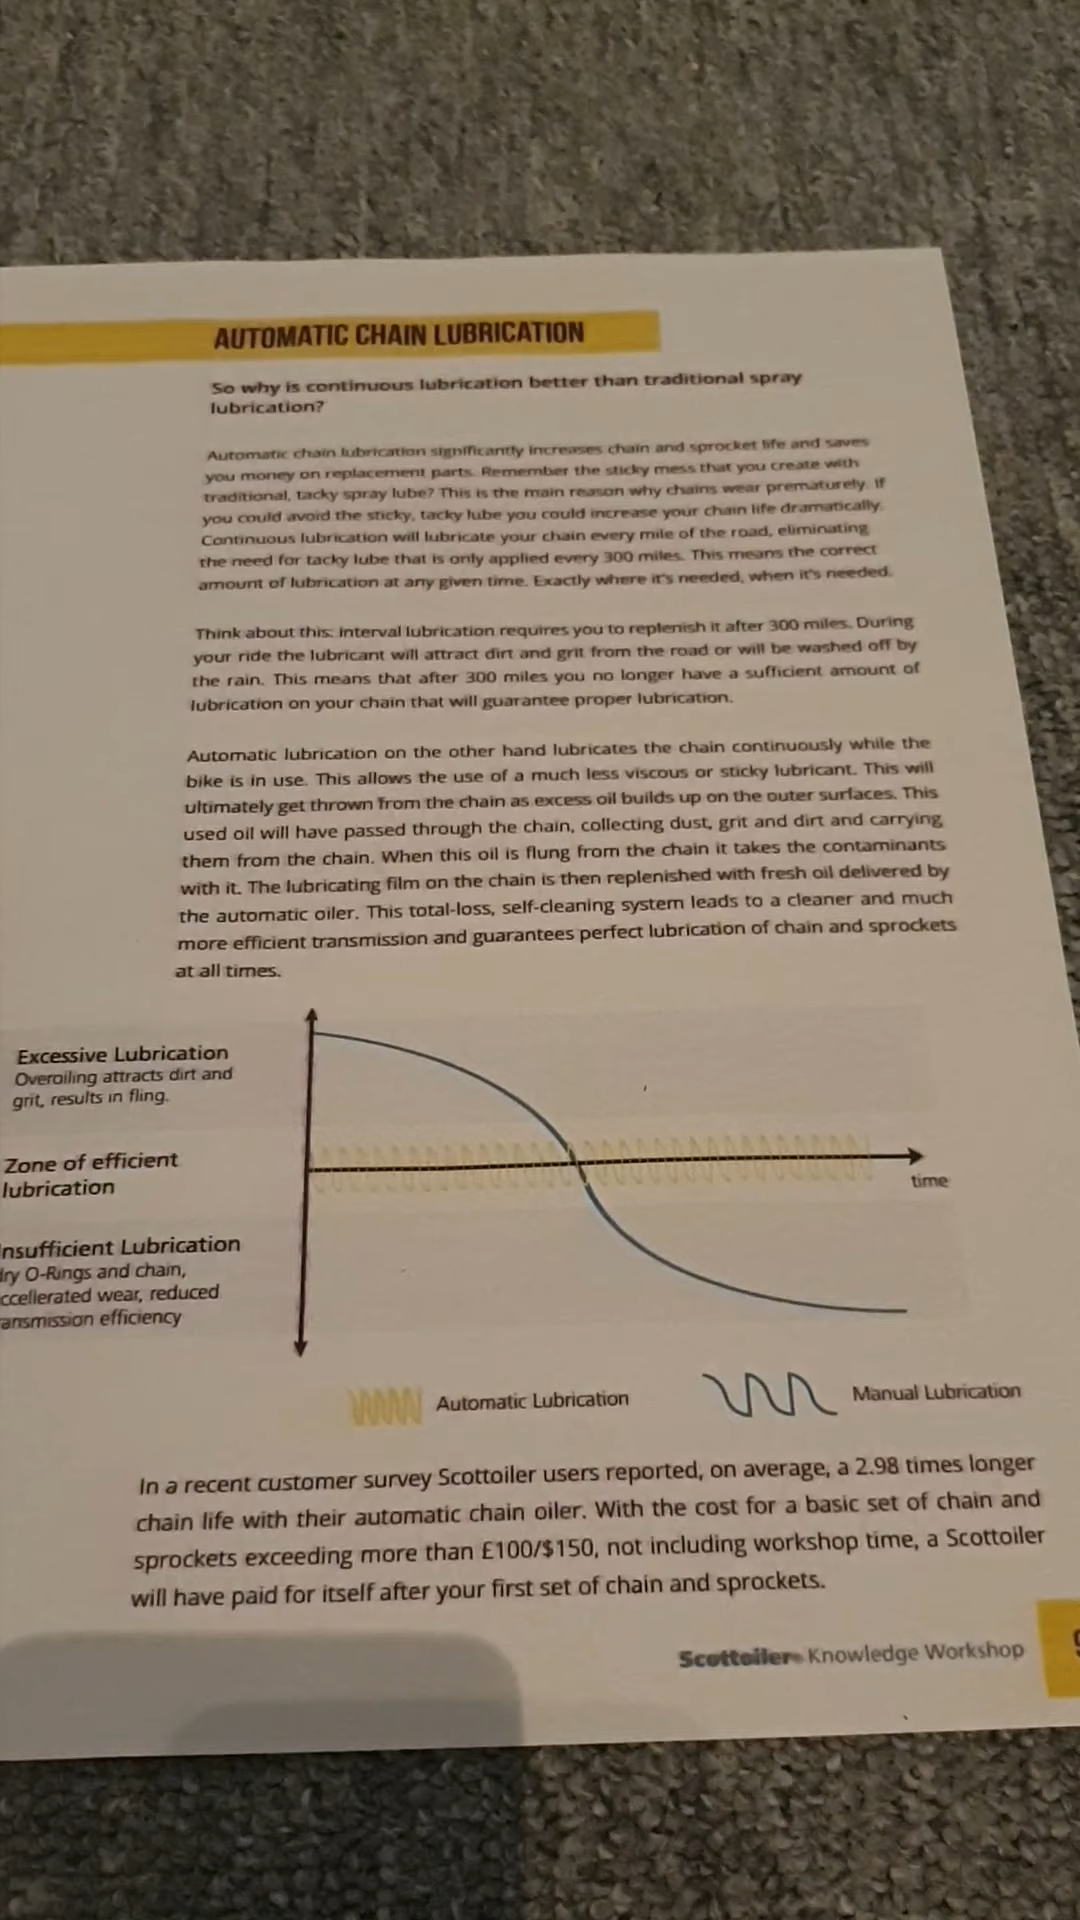 AUTOMATIC CHAIN LUBRICATION
So why is continuous lubrication better than traditional spray
lubrication?
Automatic chain lubrication significantly increases chain and sprocket life and saves
you money on replacement parts. Remember the sticky mess that you create with
traditional, tacky spray lube? This is the main reason why chains wear prematurely. If
you could avoid the sticky, tacky lube you could increase your chain life dramatically.
Continuous lubrication will lubricate your chain every mile of the road, eliminating
the need for tacky lube that is only applied every 300 miles. This means the correct
amount of lubrication at any given time. Exactly where it's needed, when it's needed.
Think about this: interval lubrication requires you to replenish it after 300 miles. During
your ride the lubricant will attract dirt and grit from the road or will be washed off by
the rain. This means that after 300 miles you no longer have a sufficient amount of
lubrication on your chain that will guarantee proper lubrication.
Automatic lubrication on the other hand lubricates the chain continuously while the
bike is in use. This allows the use of a much less viscous or sticky lubricant. This will
ultimately get thrown from the chain as excess oil builds up on the outer surfaces. This
used oil will have passed through the chain, collecting dust, grit and dirt and carrying
them from the chain. When this oil is flung from the chain it takes the contaminants
with it. The lubricating film on the chain is then replenished with fresh oil delivered by
the automatic oiler. This total-loss, self-cleaning system leads to a cleaner and much
more efficient transmission and guarantees perfect lubrication of chain and sprockets
at all times.
Excessive Lubrication
Overoiling attracts dirt and
grit, results in fling.
Zone of efficient
lubrication
time
nsufficient Lubrication
ry O-Rings and chain,
ccellerated wear, reduced
ansmission efficiency
Automatic Lubrication
Manual Lubrication
In a recent customer survey Scottoiler users reported, on average, a 2.98 times longer
chain life with their automatic chain oiler. With the cost for a basic set of chain and
sprockets exceeding more than £100/$150, not including workshop time, a Scottoiler
will have paid for itself after your first set of chain and sprockets.
Scottoiler Knowledge Workshop